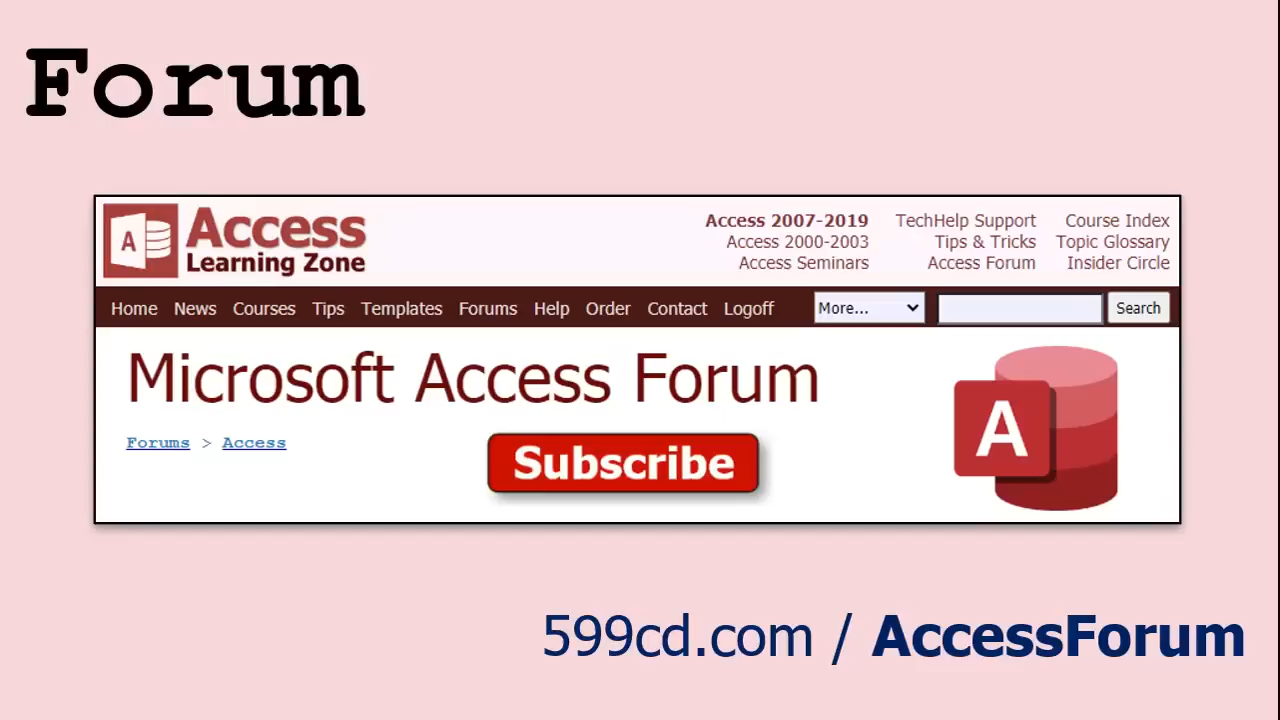 Forum
A
Access
Learning Zone
Access 2007-2019 TechHelp Support Course Index
Access 2000-2003 Tips & Tricks Topic Glossary
Access Seminars Access Forum Insider Circle
Home News Courses Tips Templates Forums Help Order Contact Logoff More... Search
Microsoft Access Forum
Forums > Access
Subscribe
A
599cd.com / AccessForum